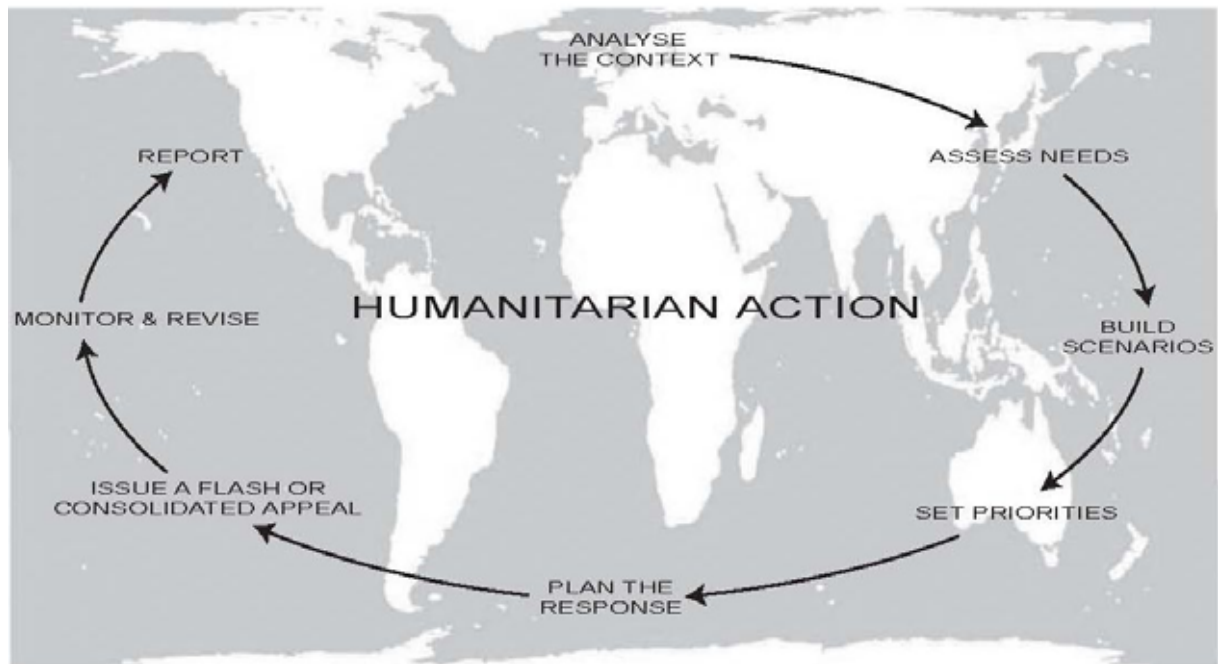 ANALYSE
THE CONTEXT
ASSESS NEEDS
BUILD
SCENARIOS
SET PRIORITIES
PLAN THE
RESPONSE
ISSUE A FLASH OR
CONSOLIDATED APPEAL
MONITOR & REVISE
REPORT
HUMANITARIAN ACTION